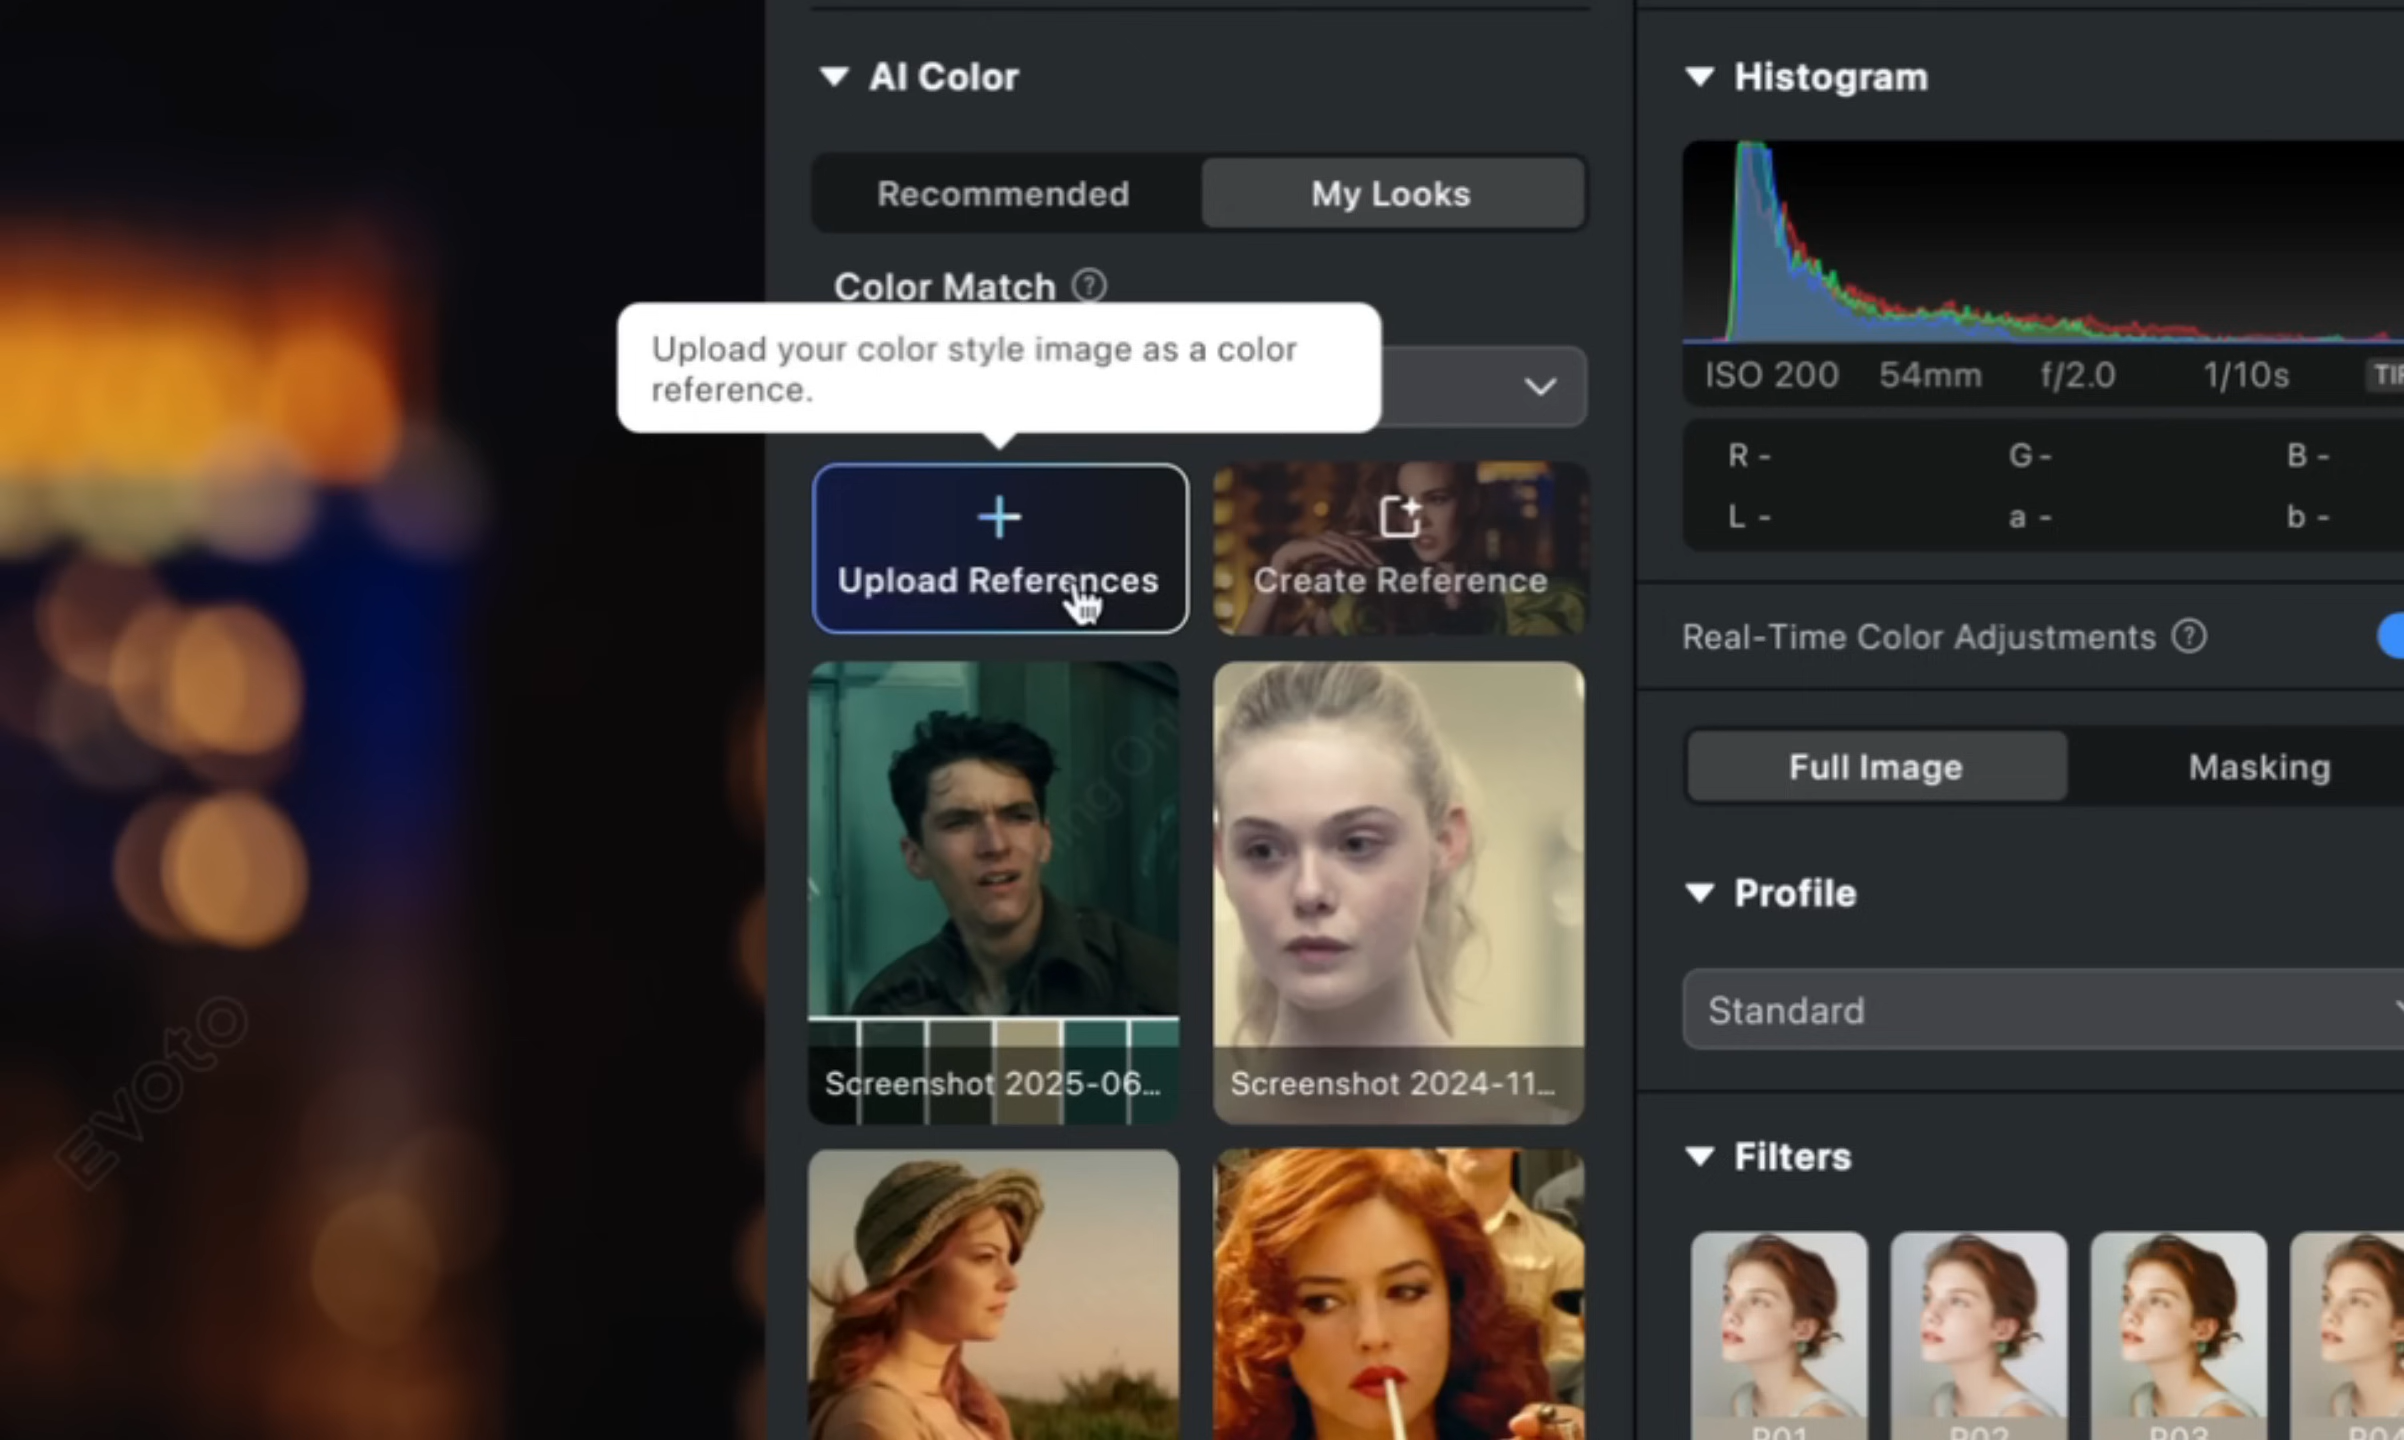 AI Color
Recommended
My Looks
Color Match ?
Upload your color style image as a color
reference.
Upload References
Create Reference
Screenshot 2025-06...
Screenshot 2024-11...
EVOTO
Histogram
ISO 200 54mm f/2.0 1/10s
R - G - B -
L - a - b -
Real-Time Color Adjustments ?
Full Image
Masking
Profile
Standard
Filters